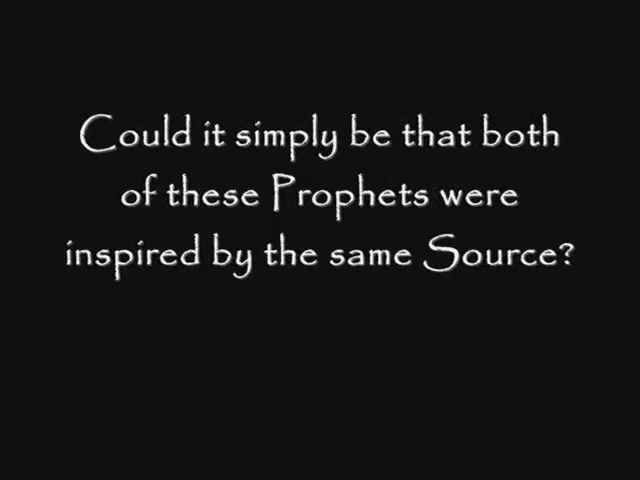 Could it simply be that both
of these Prophets were
inspired by the same Source?